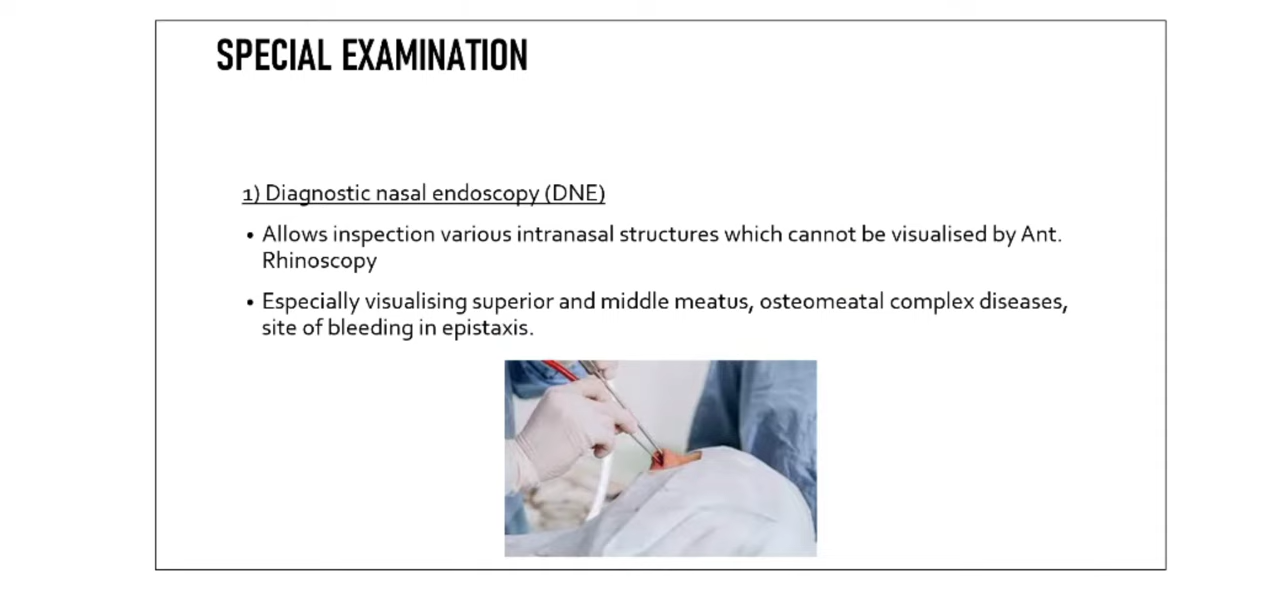 SPECIAL EXAMINATION
1) Diagnostic nasal endoscopy (DNE)
• Allows inspection various intranasal structures which cannot be visualised by Ant.
Rhinoscopy
• Especially visualising superior and middle meatus, osteomeatal complex diseases,
site of bleeding in epistaxis.